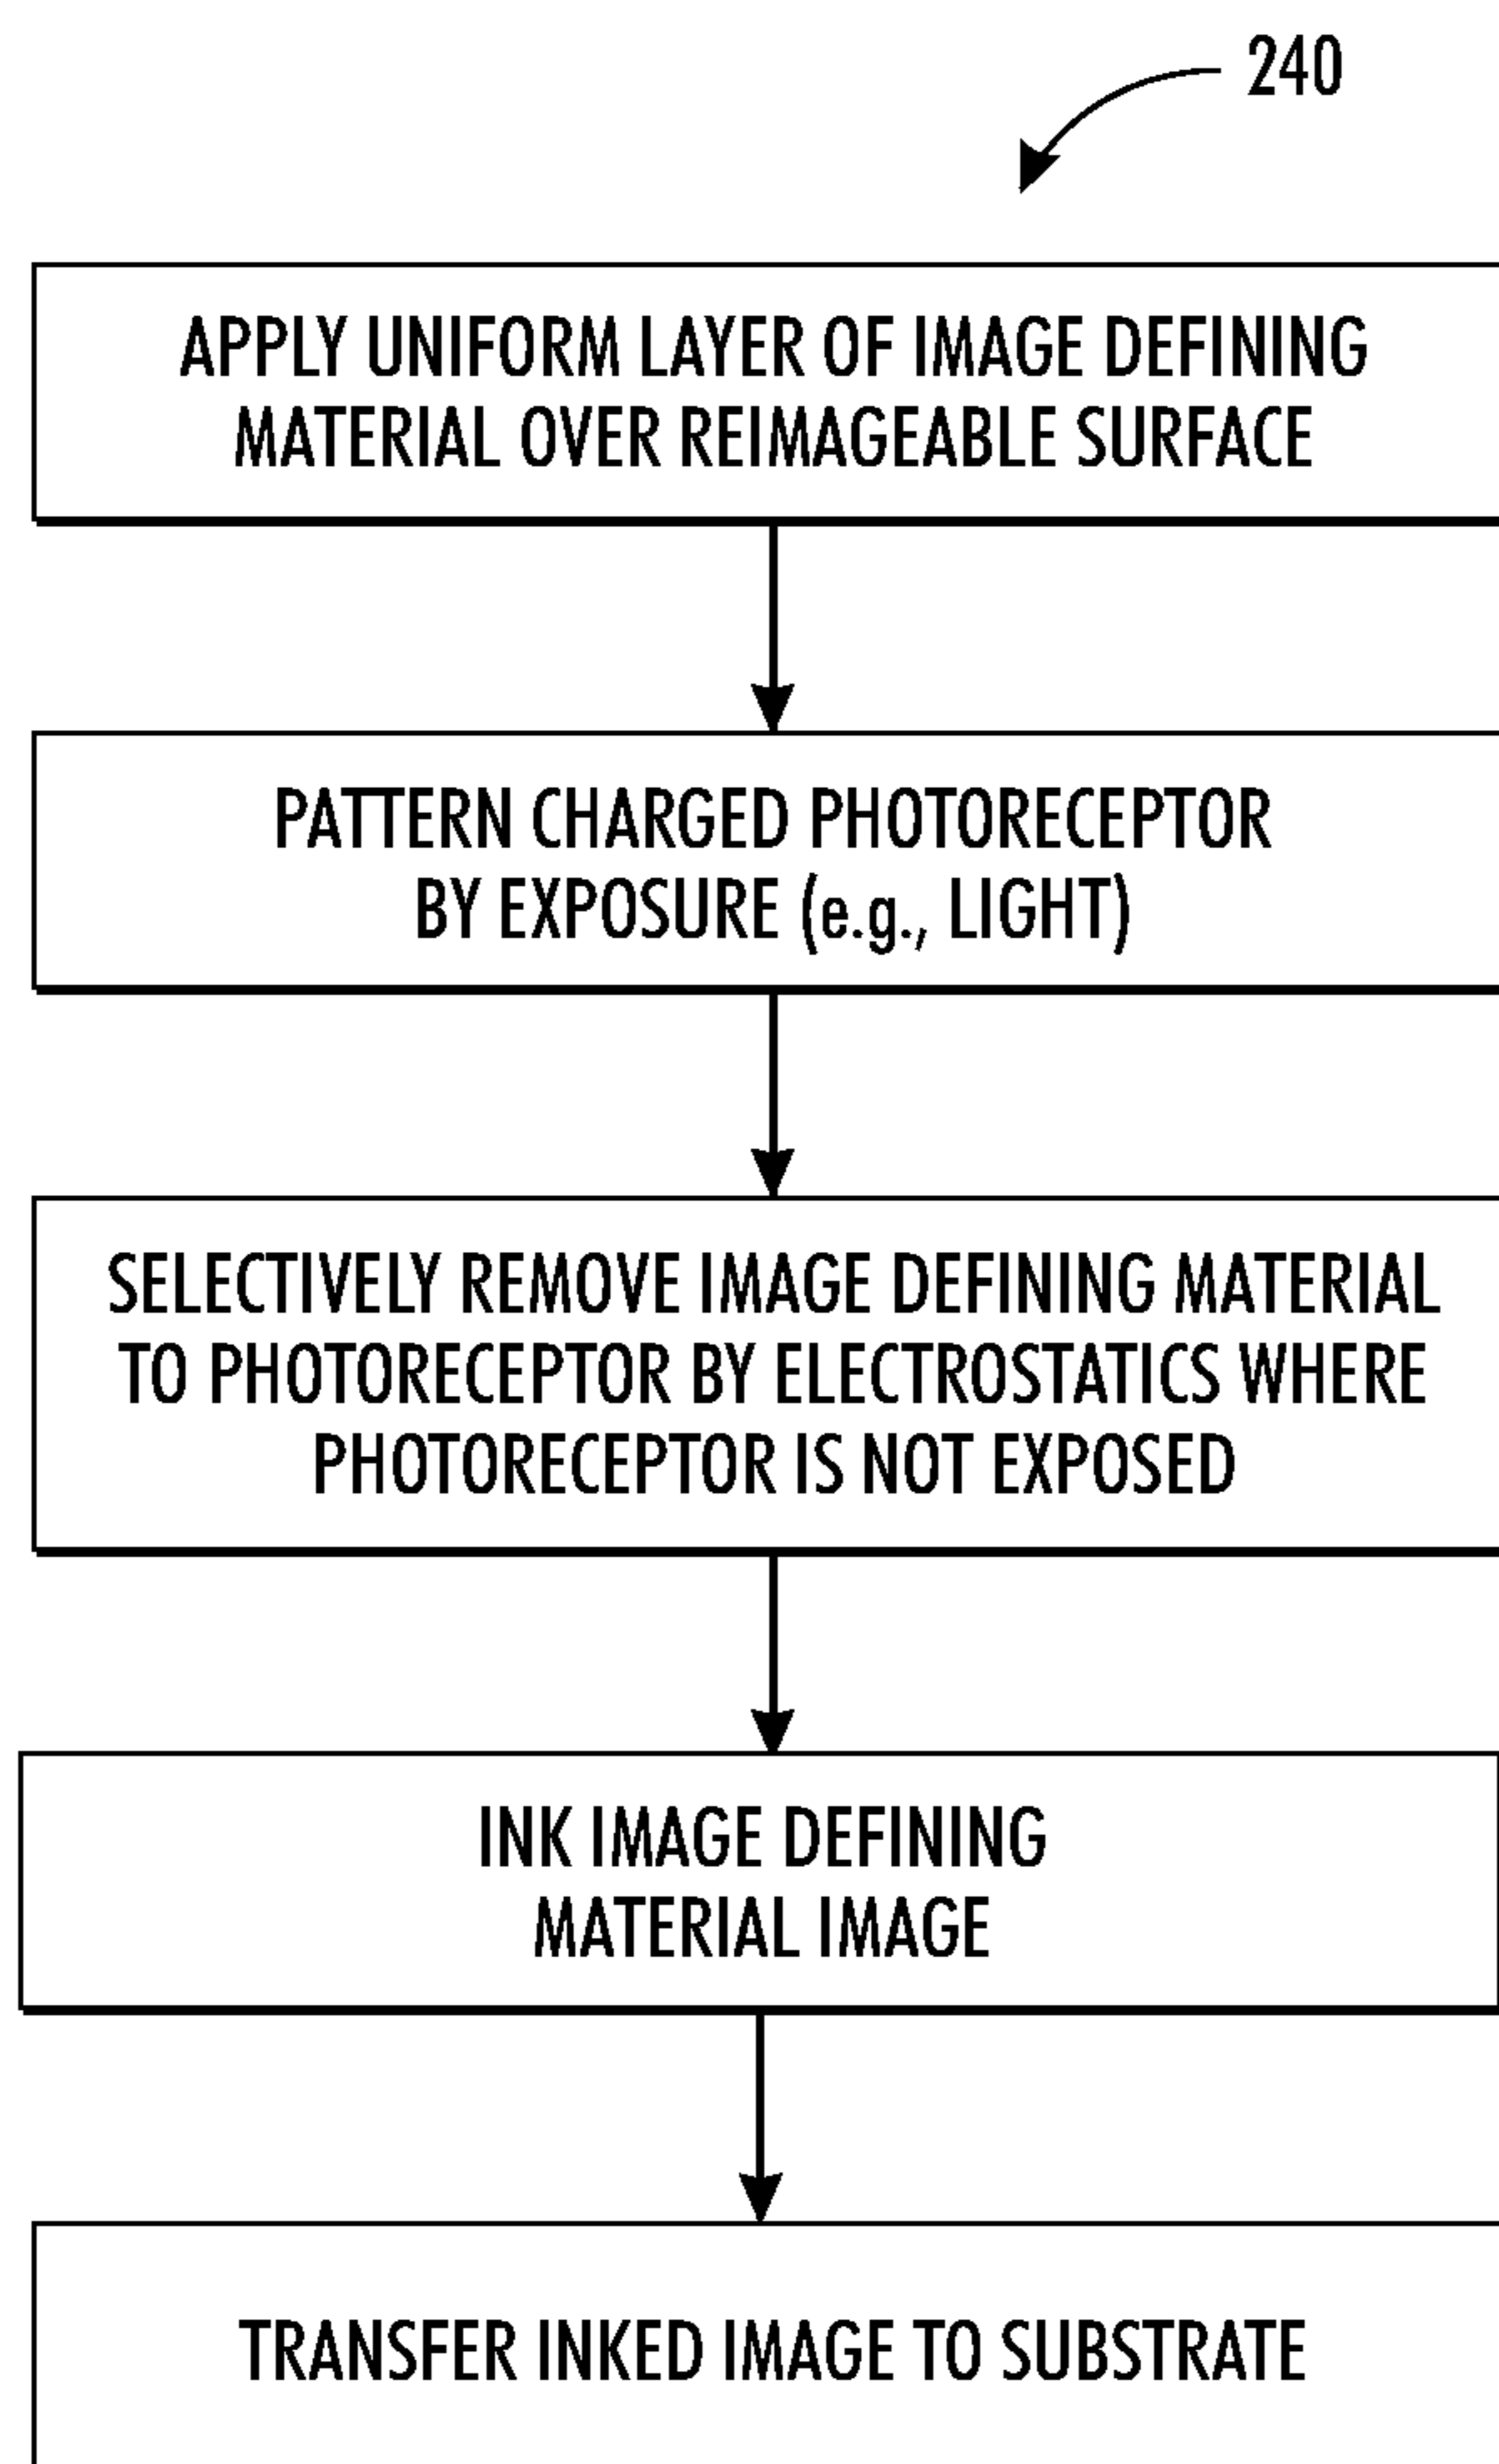 240
APPLY UNIFORM LAYER OF IMAGE DEFINING
MATERIAL OVER REIMAGEABLE SURFACE
PATTERN CHARGED PHOTORECEPTOR
BY EXPOSURE (e.g., LIGHT)
SELECTIVELY REMOVE IMAGE DEFINING MATERIAL
TO PHOTORECEPTOR BY ELECTROSTATICS WHERE
PHOTORECEPTOR IS NOT EXPOSED
INK IMAGE DEFINING
MATERIAL IMAGE
TRANSFER INKED IMAGE TO SUBSTRATE